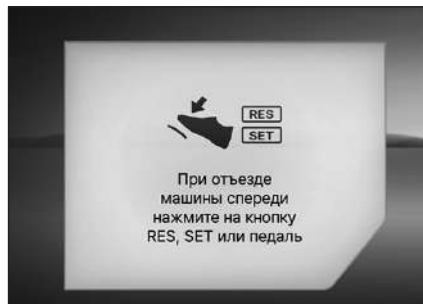 RES
SET
При отъезде
машины спереди
нажмите на кнопку
RES, SET или педаль